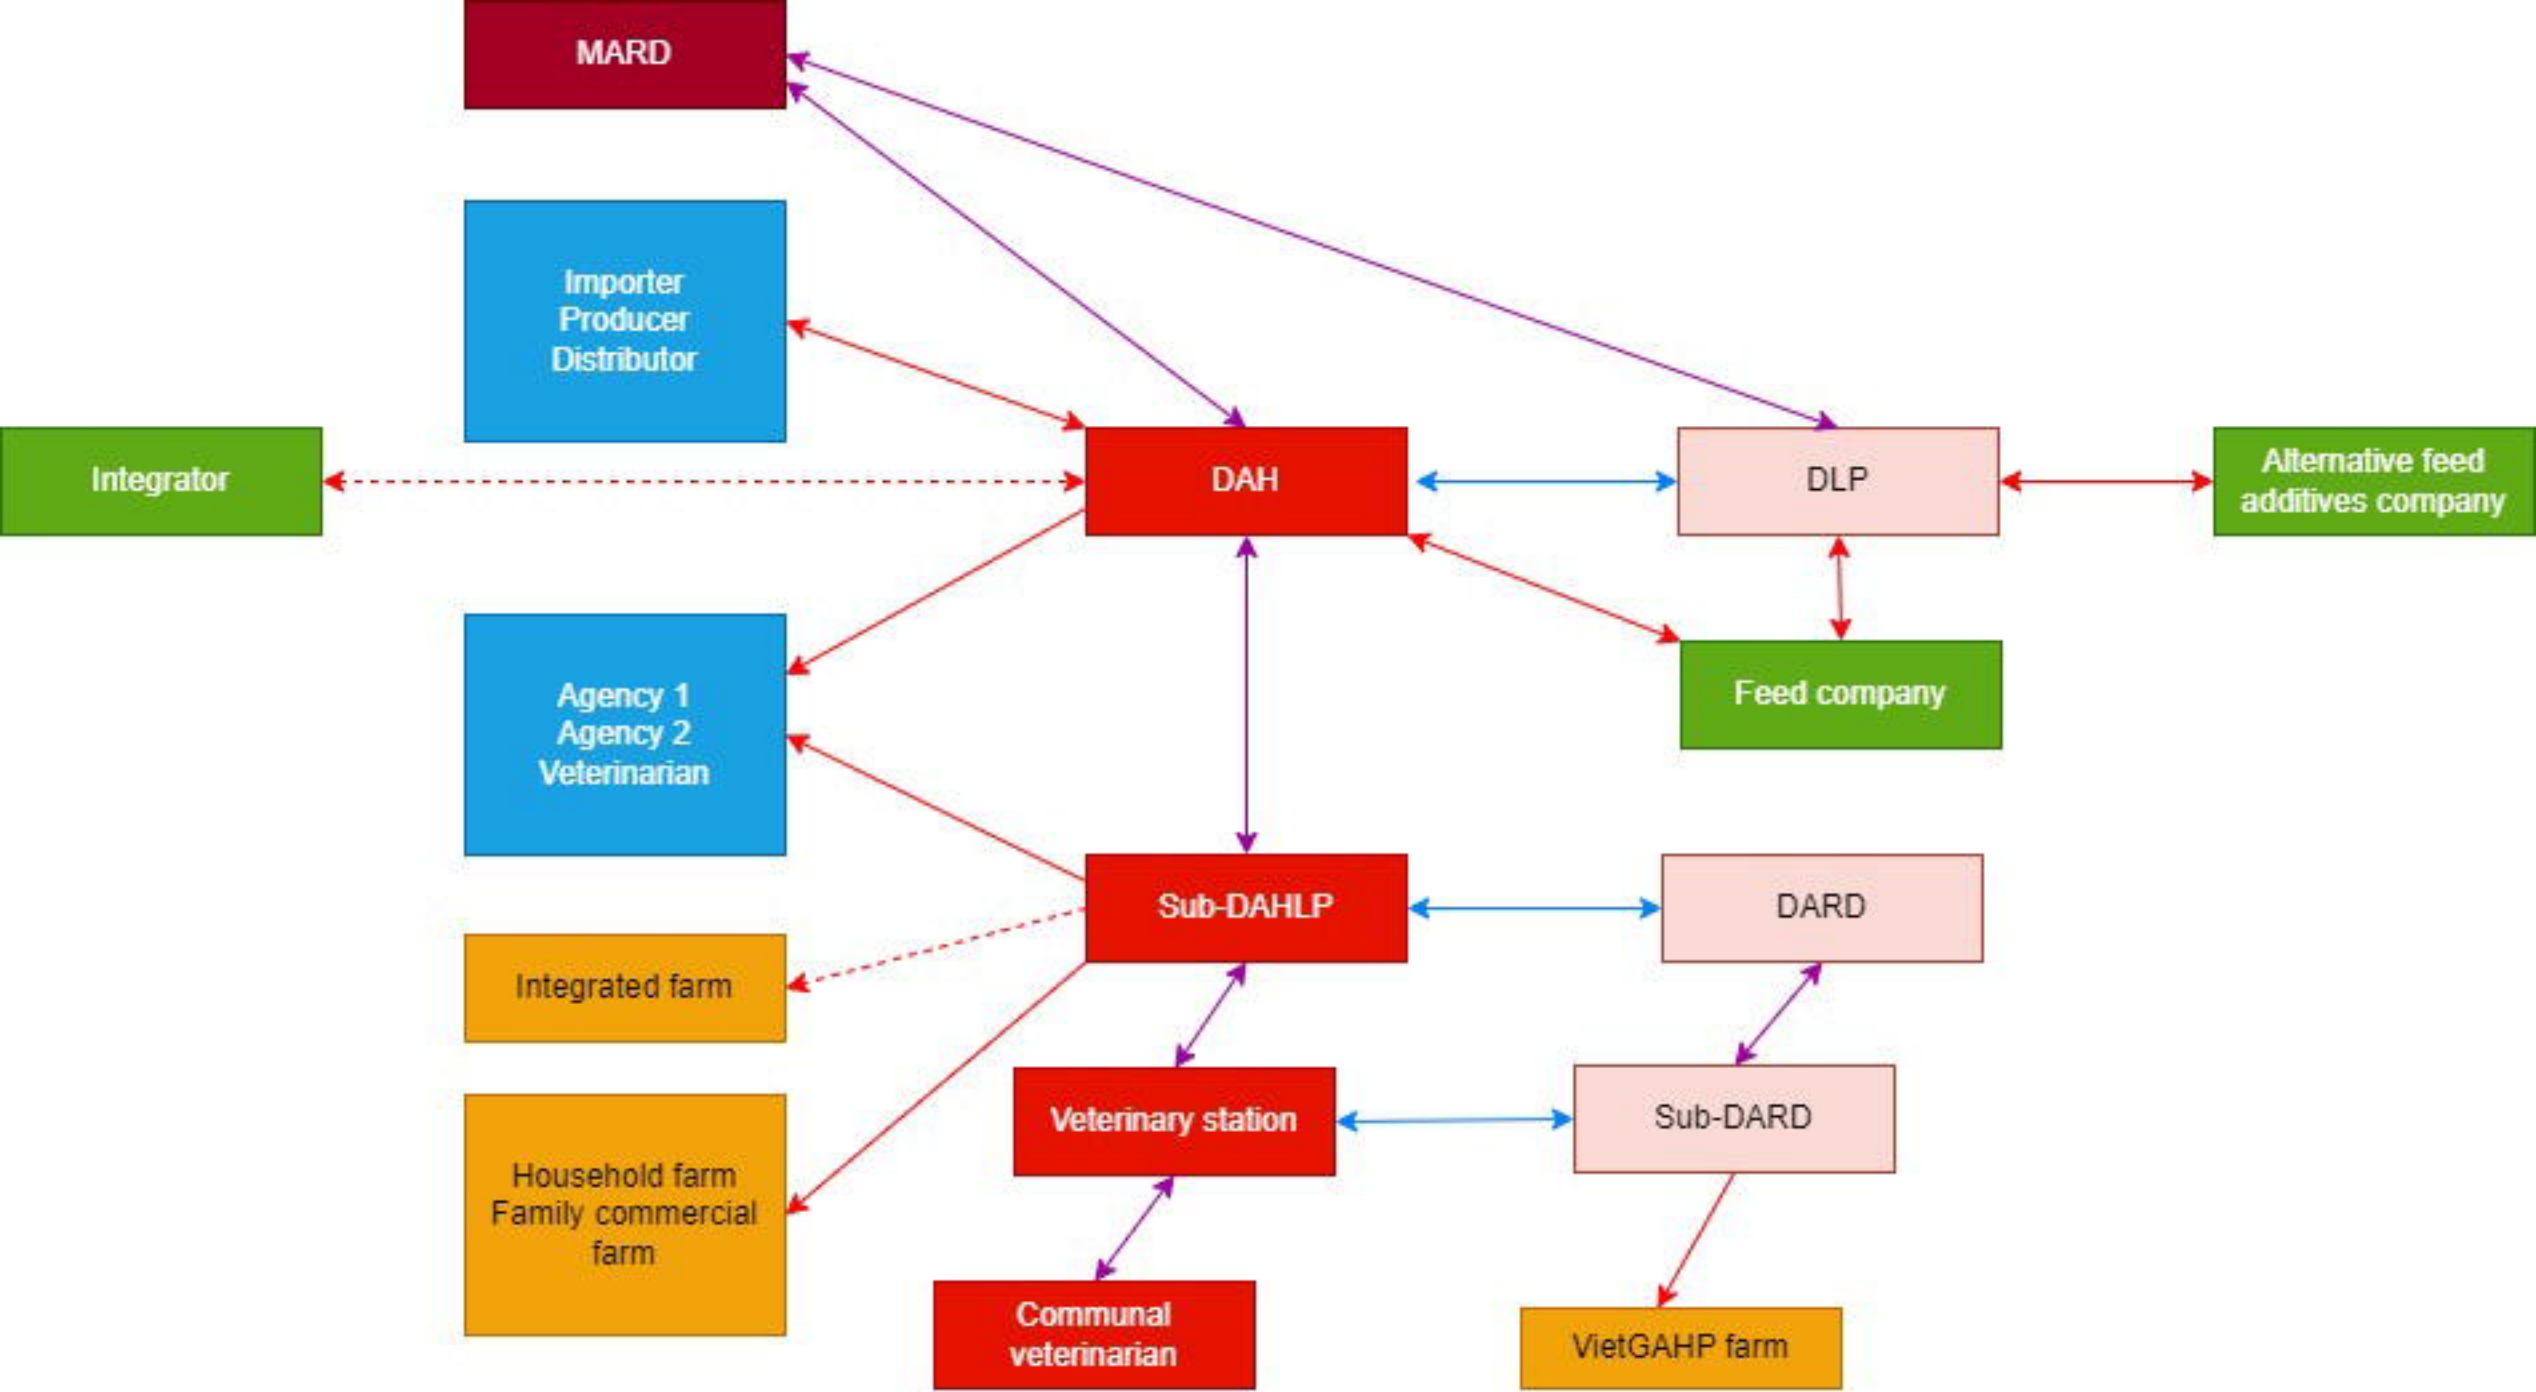 MARD
Importer
Producer
Distributor
Integrator
DAH
DLP
Alternative feed
additives company
Agency 1
Agency 2
Veterinarian
Feed company
Sub-DAHLP
DARD
Integrated farm
Veterinary station
Sub-DARD
Household farm
Family commercial
farm
Communal
veterinarian
VietGAHP farm